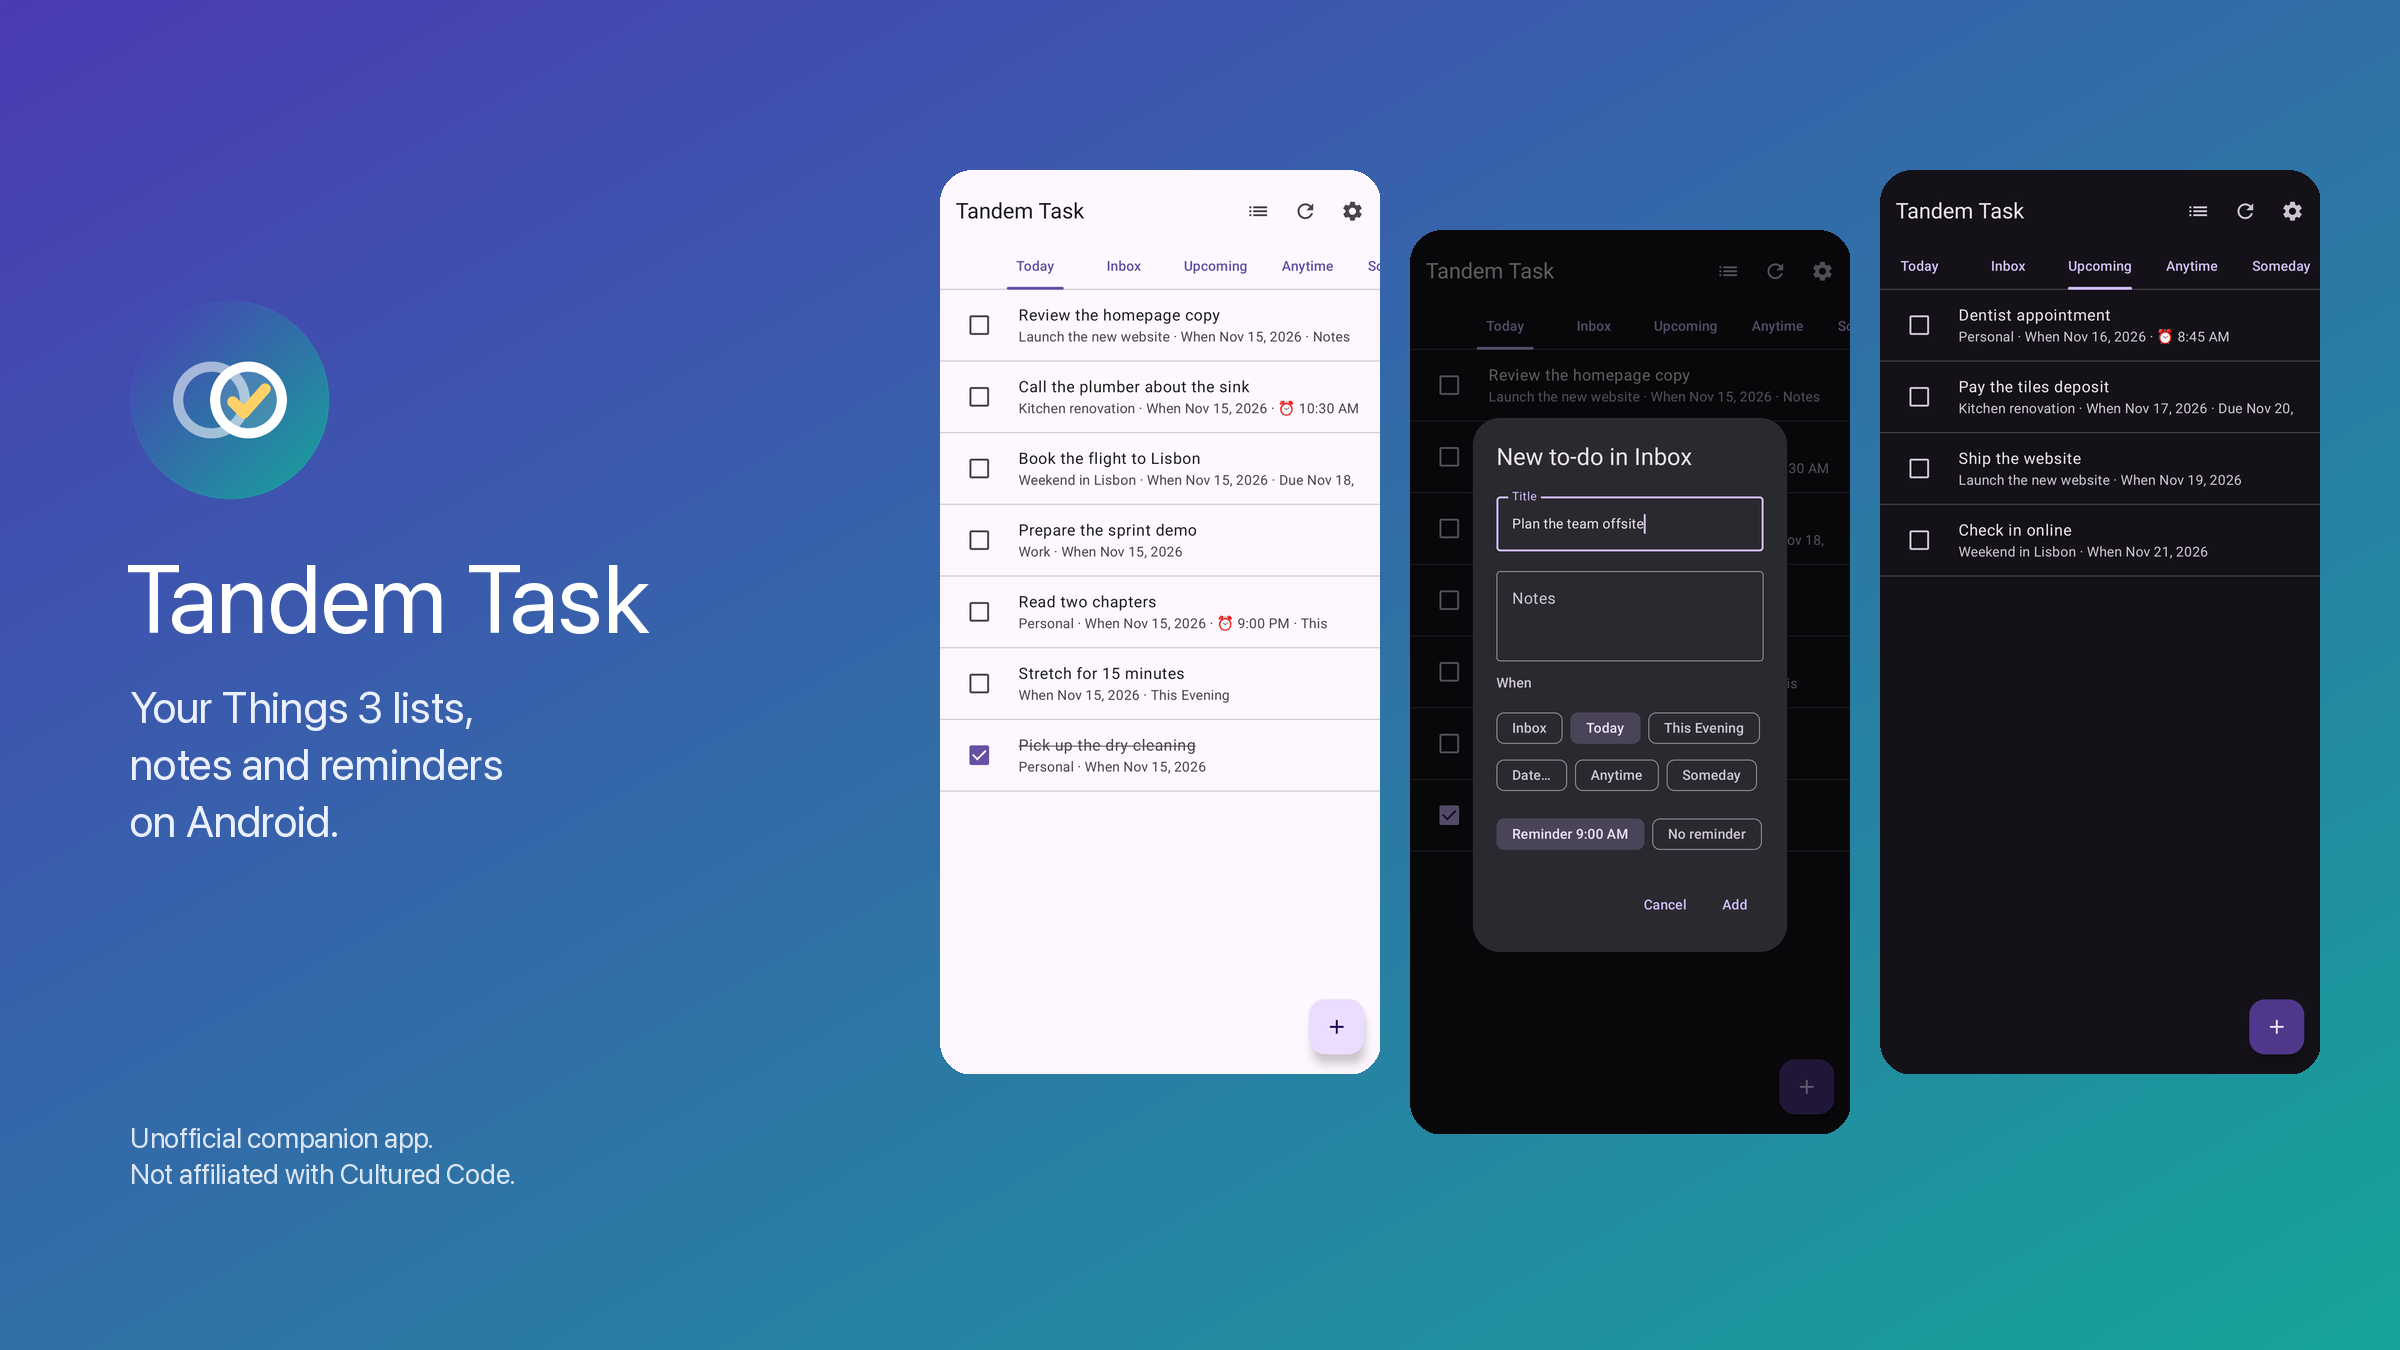 Tandem Task
Your Things 3 lists,
notes and reminders
on Android.
Unofficial companion app.
Not affiliated with Cultured Code.
Tandem Task
Today Inbox Upcoming Anytime So
Review the homepage copy
Launch the new website · When Nov 15, 2026 · Notes
Call the plumber about the sink
Kitchen renovation · When Nov 15, 2026 · ⏰ 10:30 AM
Book the flight to Lisbon
Weekend in Lisbon · When Nov 15, 2026 · Due Nov 18,
Prepare the sprint demo
Work · When Nov 15, 2026
Read two chapters
Personal · When Nov 15, 2026 · ⏰ 9:00 PM · This
Stretch for 15 minutes
When Nov 15, 2026 · This Evening
Pick up the dry cleaning
Personal · When Nov 15, 2026
Tandem Task
Today Inbox Upcoming Anytime So
Review the homepage copy
Launch the new website · When Nov 15, 2026 · Notes
30 AM
ov 18,
is
New to-do in Inbox
Title
Plan the team offsite
Notes
When
Inbox Today This Evening
Date... Anytime Someday
Reminder 9:00 AM No reminder
Cancel Add
Tandem Task
Today Inbox Upcoming Anytime Someday
Dentist appointment
Personal · When Nov 16, 2026 · ⏰ 8:45 AM
Pay the tiles deposit
Kitchen renovation · When Nov 17, 2026 · Due Nov 20,
Ship the website
Launch the new website · When Nov 19, 2026
Check in online
Weekend in Lisbon · When Nov 21, 2026